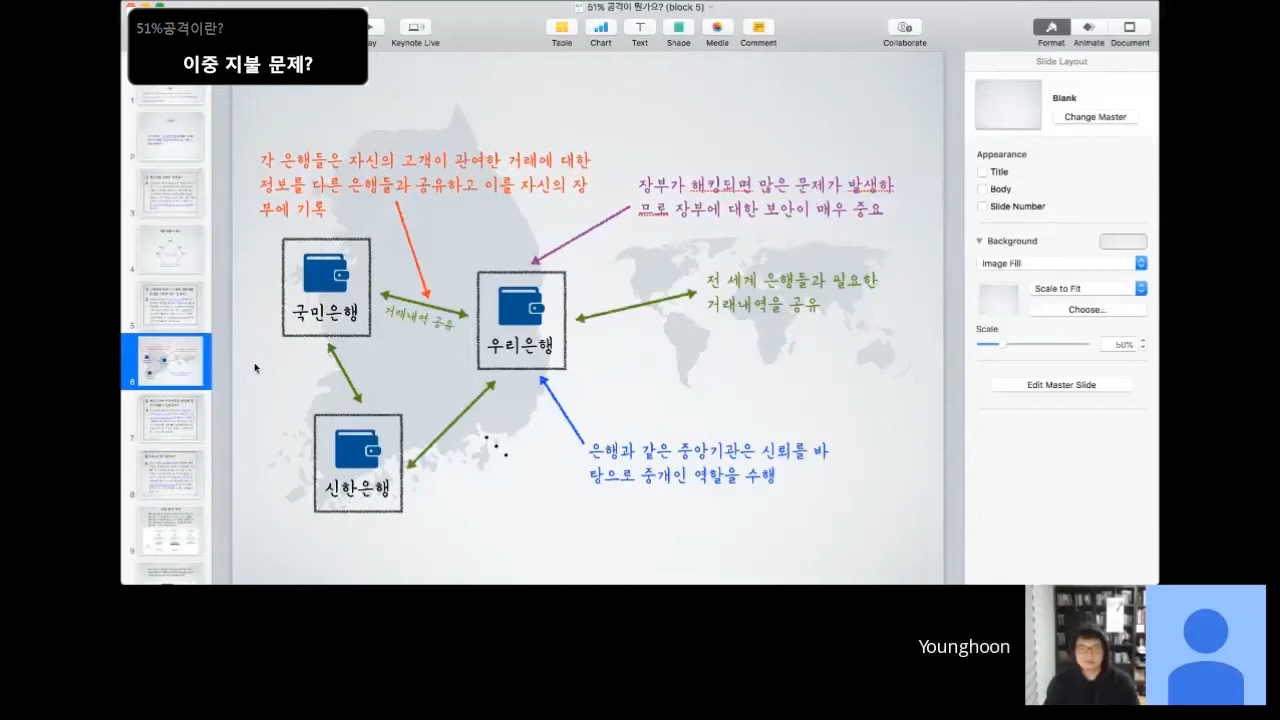 51% 공격이 뭔가요? (block 5)
51%공격이란?
이중 지불 문제?
Keynote Live
Table
Chart
Text
Shape
Media
Comment
Collaborate
Format
Animate
Document
Slide Layout
Blank
Change Master
Appearance
Title
Body
Slide Number
Background
Image Fill
Scale to Fit
Choose...
Scale
50%
Edit Master Slide
1
2
3
4
5
6
7
8
9
각 은행들은 자신의 고객이 관여한 거래에 대한
정보를 다른 은행들과 공유하고 이를 자신의 장
부에 기록
장부가 해킹되면 많은 문제가 발생하
므로 장부에 대한 보안이 매우 중요
국민은행
거래내역 공유
우리은행
전 세계 은행들과 필요한
거래내역을 공유
신한은행
은행과 같은 중앙기관은 신뢰를 바
탕으로 중개인 역할을 수행
Younghoon